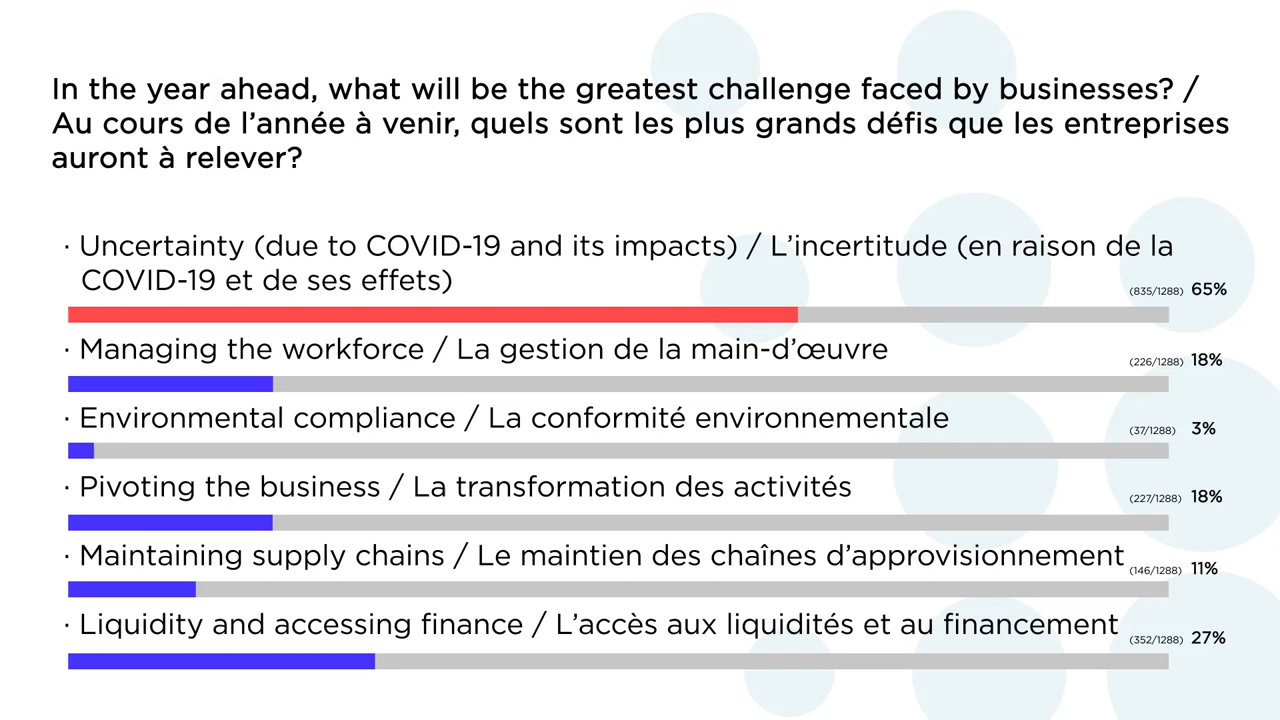 In the year ahead, what will be the greatest challenge faced by businesses? /
Au cours de l’année à venir, quels sont les plus grands défis que les entreprises
auront à relever?
· Uncertainty (due to COVID-19 and its impacts) / L’incertitude (en raison de la
COVID-19 et de ses effets)
(835/1288) 65%
· Managing the workforce / La gestion de la main-d’œuvre
(226/1288) 18%
· Environmental compliance / La conformité environnementale
(37/1288) 3%
· Pivoting the business / La transformation des activités
(227/1288) 18%
· Maintaining supply chains / Le maintien des chaînes d’approvisionnement
(146/1288) 11%
· Liquidity and accessing finance / L’accès aux liquidités et au financement
(352/1288) 27%